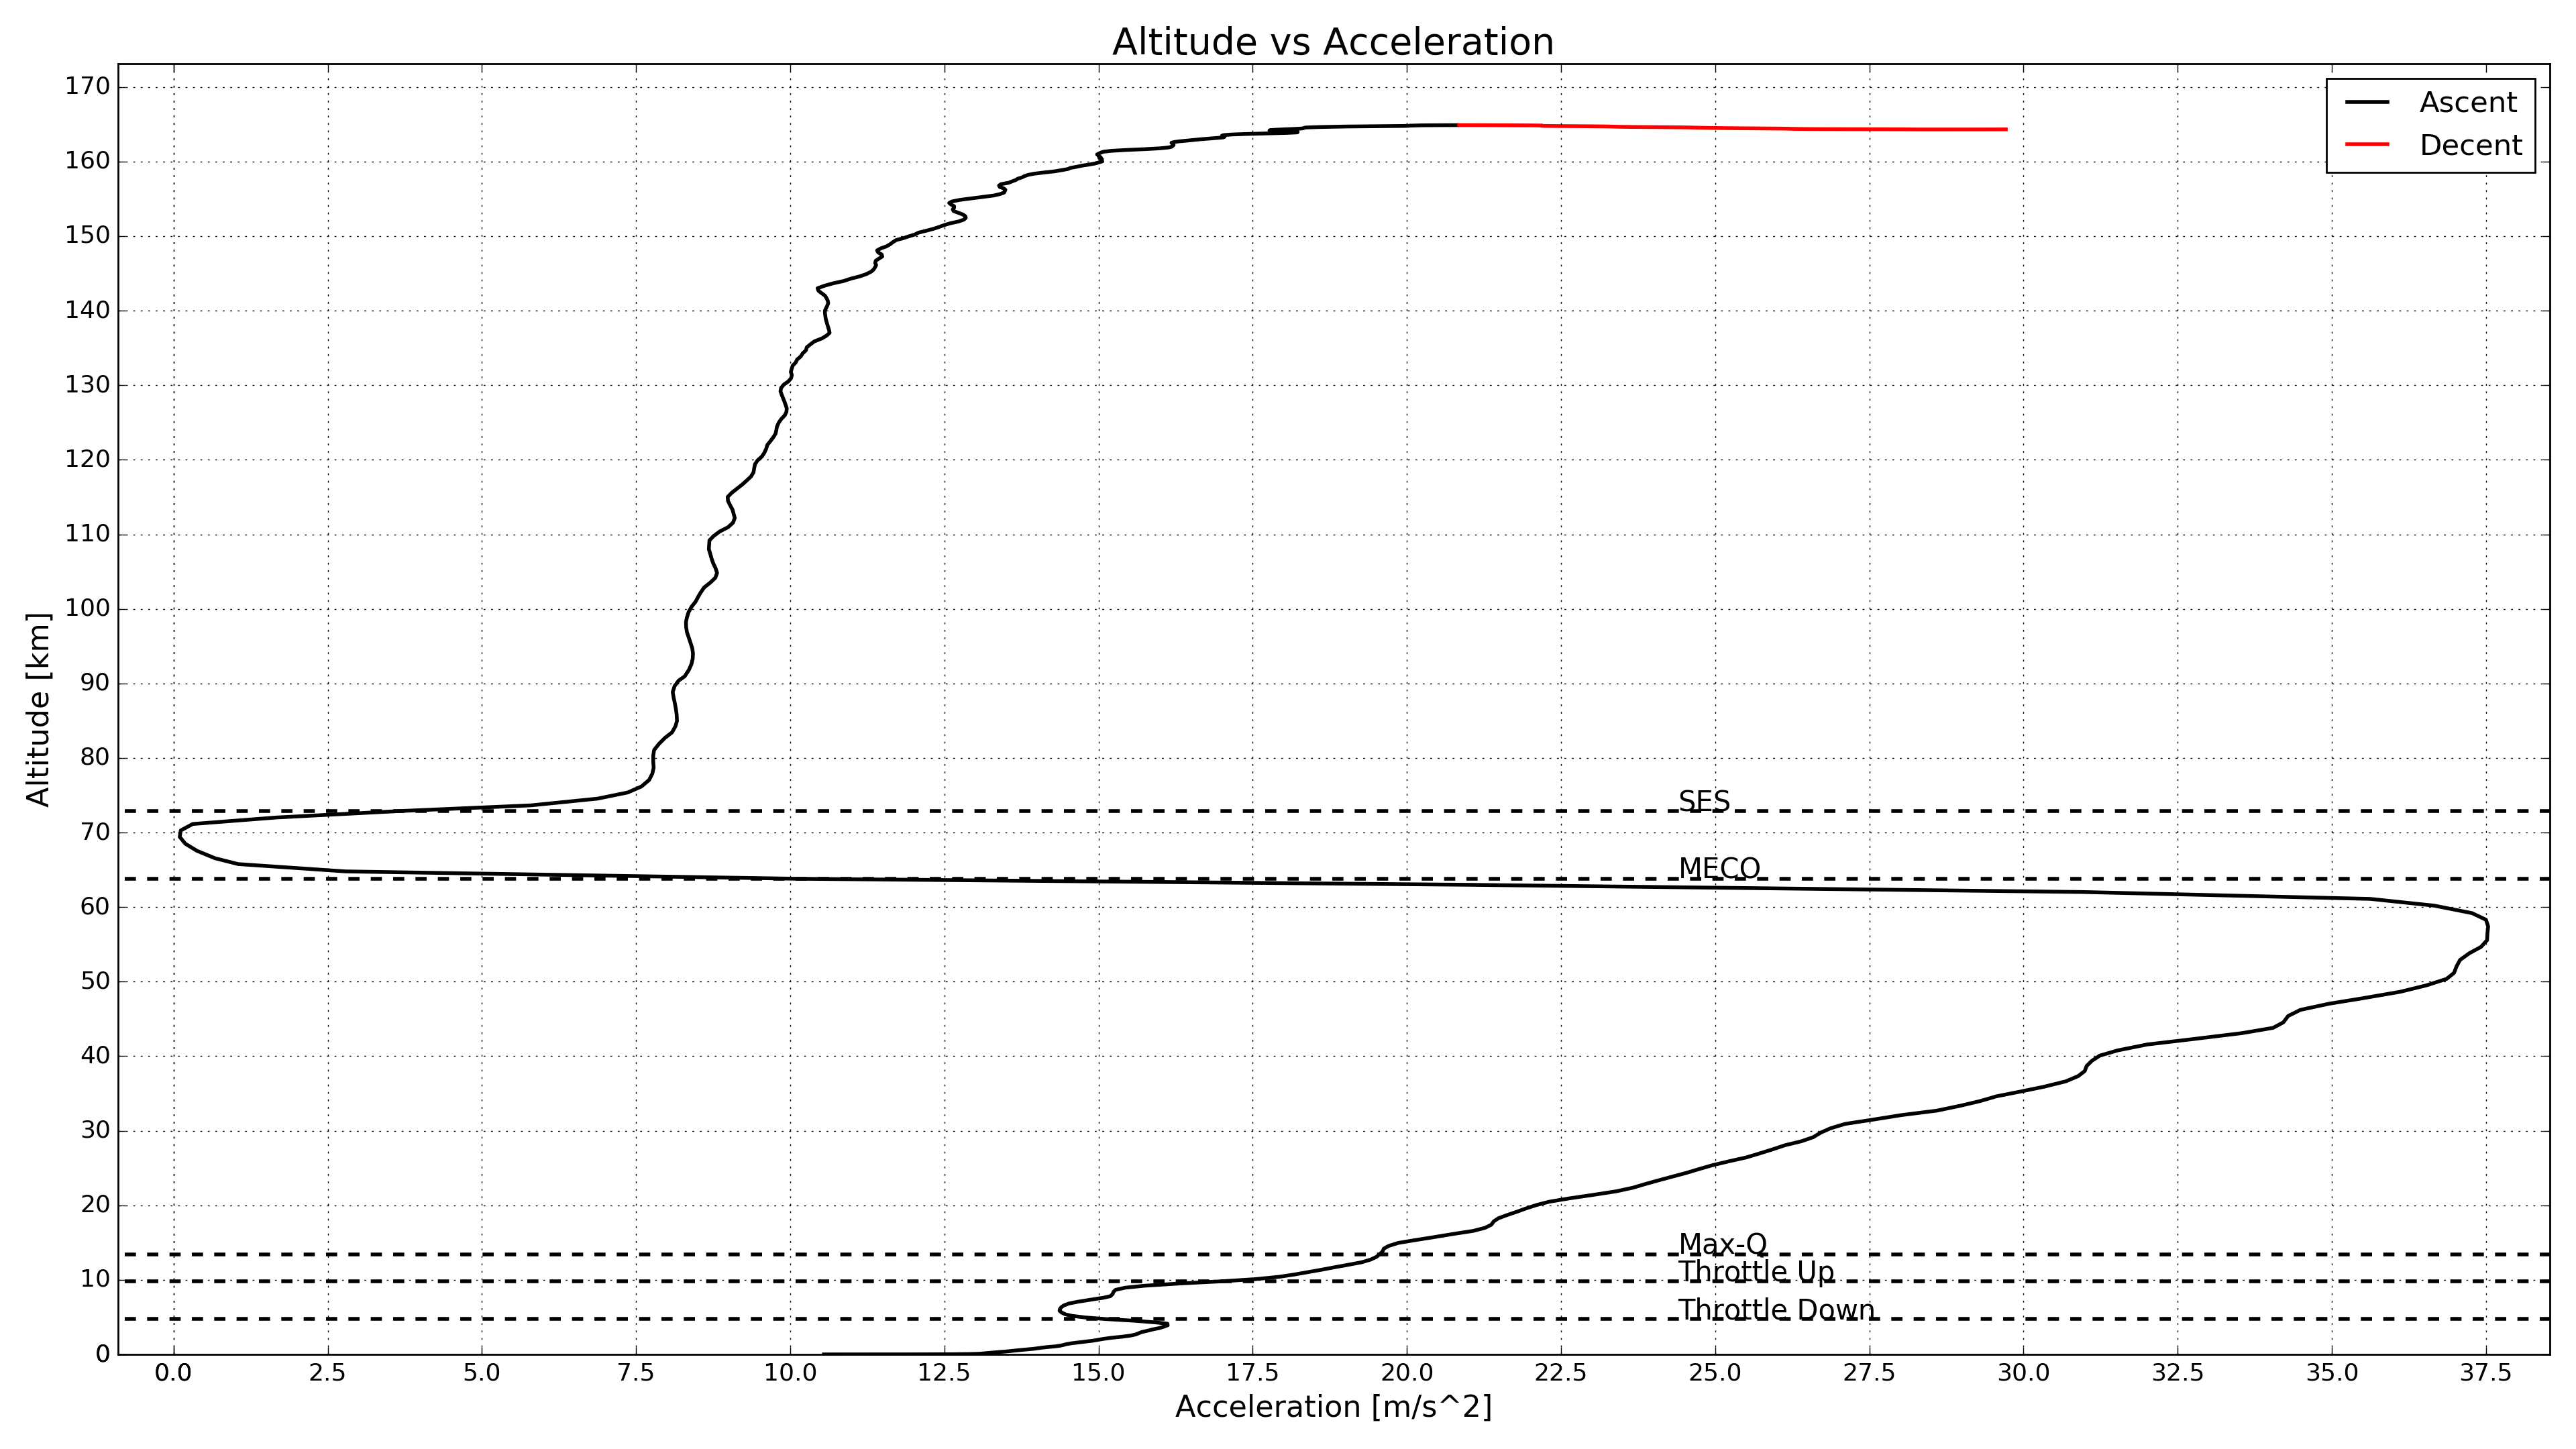 Altitude vs Acceleration
Ascent
Decent
170
160
150
140
130
120
110
100
90
80
70
60
50
40
30
20
10
0
Altitude [km]
SES
MECO
Max-Q
Throttle Up
Throttle Down
0.0 2.5 5.0 7.5 10.0 12.5 15.0 17.5 20.0 22.5 25.0 27.5 30.0 32.5 35.0 37.5
Acceleration [m/s^2]